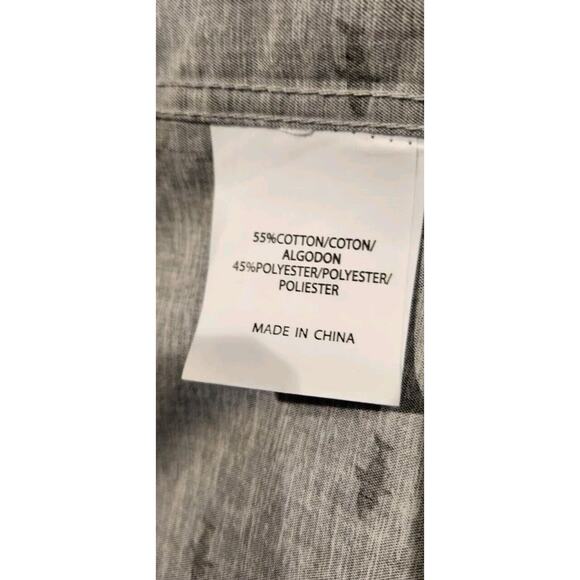 55%COTTON/COTON/
ALGODON
45%POLYESTER/POLYESTER/
POLIESTER
MADE IN CHINA